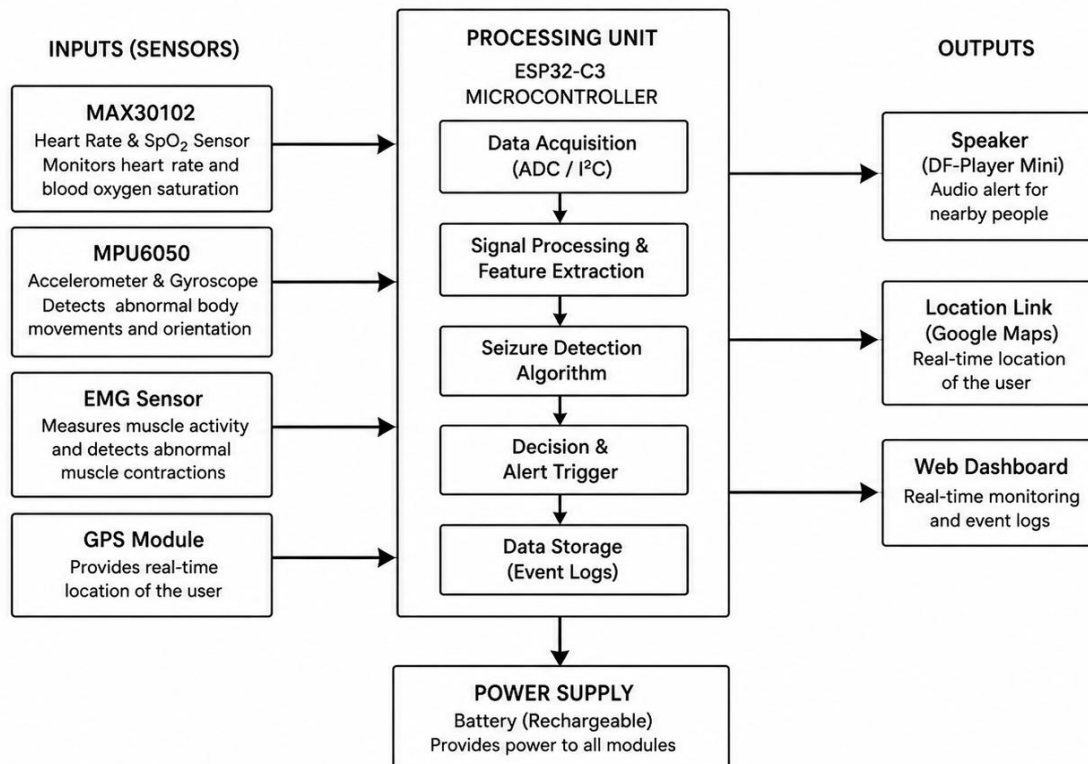 INPUTS (SENSORS)
MAX30102
Heart Rate & SpO₂ Sensor
Monitors heart rate and
blood oxygen saturation
MPU6050
Accelerometer & Gyroscope
Detects abnormal body
movements and orientation
EMG Sensor
Measures muscle activity
and detects abnormal
muscle contractions
GPS Module
Provides real-time
location of the user
PROCESSING UNIT
ESP32-C3
MICROCONTROLLER
Data Acquisition
(ADC / I²C)
Signal Processing &
Feature Extraction
Seizure Detection
Algorithm
Decision &
Alert Trigger
Data Storage
(Event Logs)
POWER SUPPLY
Battery (Rechargeable)
Provides power to all modules
OUTPUTS
Speaker
(DF-Player Mini)
Audio alert for
nearby people
Location Link
(Google Maps)
Real-time location
of the user
Web Dashboard
Real-time monitoring
and event logs